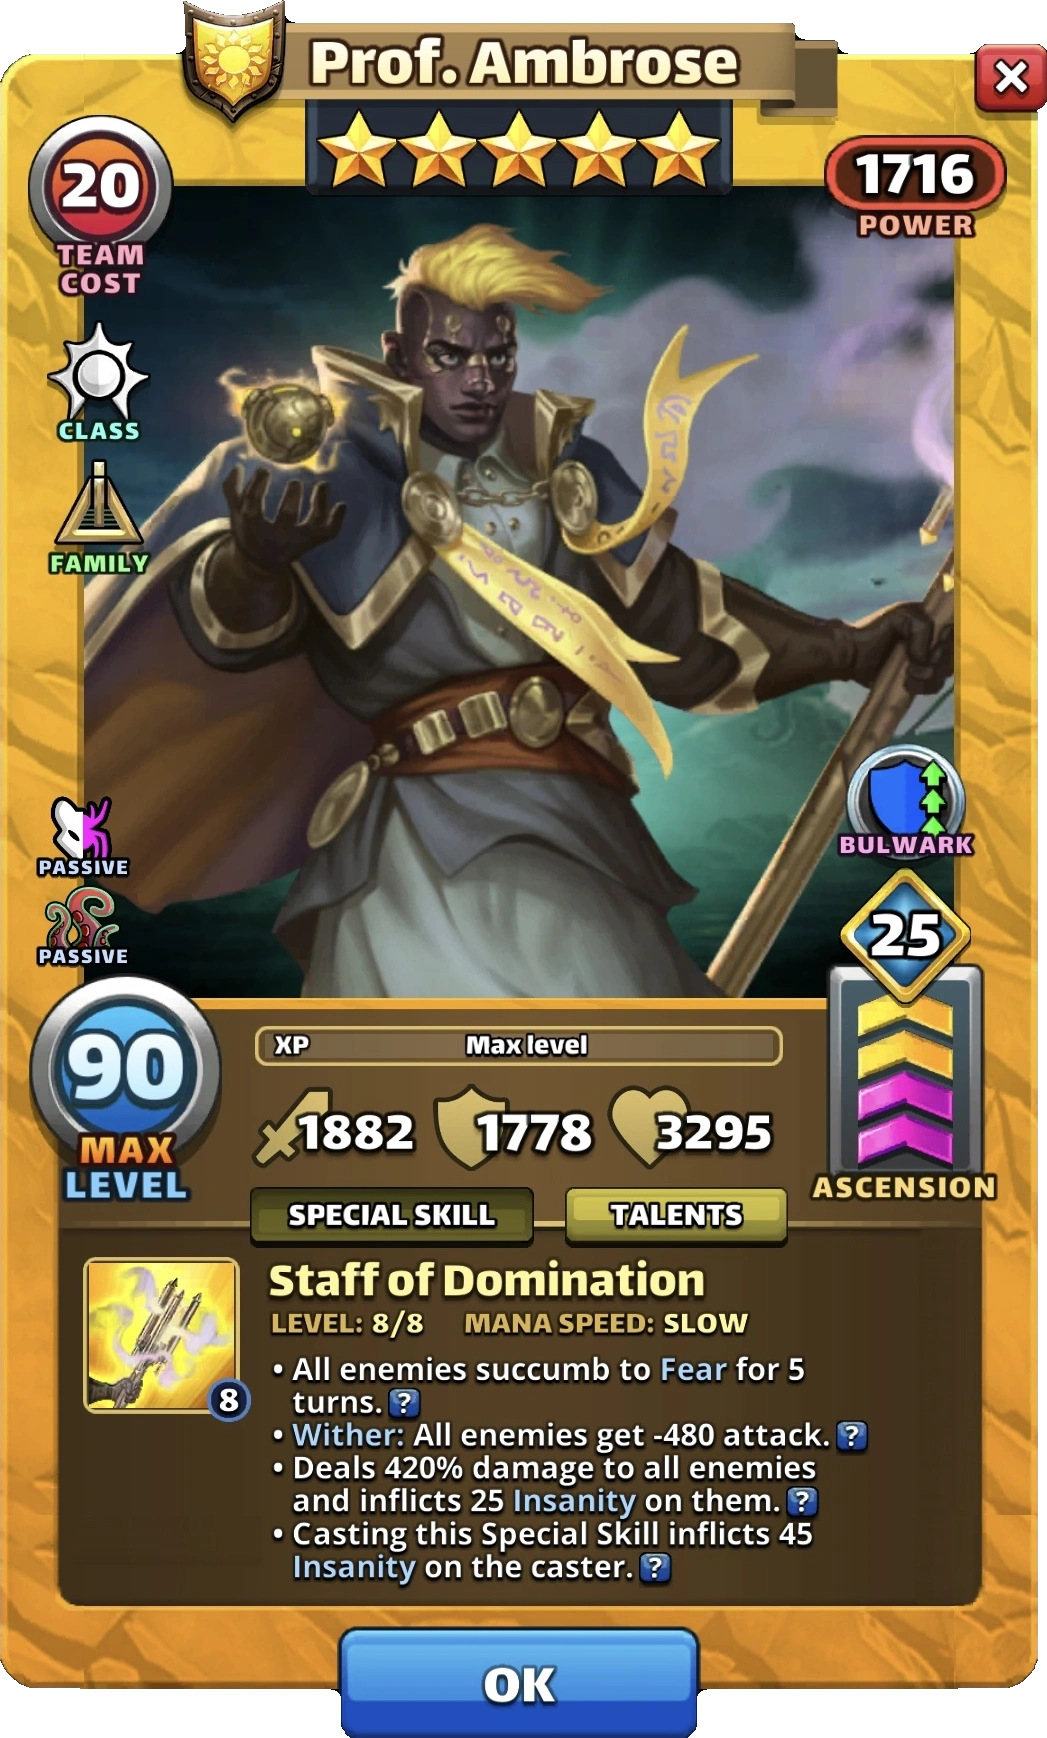 Prof. Ambrose
20
TEAM
COST
1716
POWER
CLASS
FAMILY
PASSIVE
PASSIVE
BULWARK
25
90
MAX
LEVEL
XP Max level
1882 1778 3295
ASCENSION
SPECIAL SKILL TALENTS
Staff of Domination
LEVEL: 8/8 MANA SPEED: SLOW
8
• All enemies succumb to Fear for 5
turns. ?
• Wither: All enemies get -480 attack. ?
• Deals 420% damage to all enemies
and inflicts 25 Insanity on them. ?
• Casting this Special Skill inflicts 45
Insanity on the caster. ?
OK